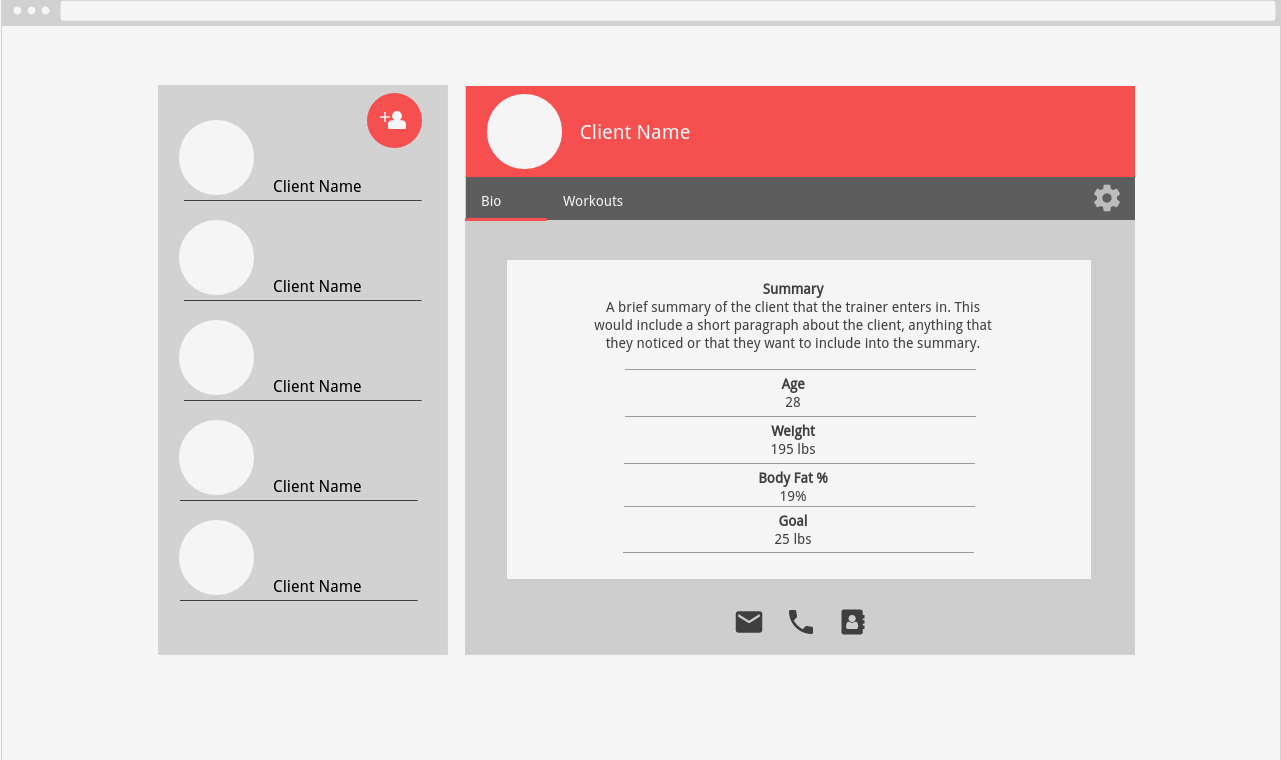 Client Name
Client Name
Client Name
Client Name
Client Name
Client Name
Bio
Workouts
Summary
A brief summary of the client that the trainer enters in. This
would include a short paragraph about the client, anything that
they noticed or that they want to include into the summary.
Age
28
Weight
195 lbs
Body Fat %
19%
Goal
25 lbs